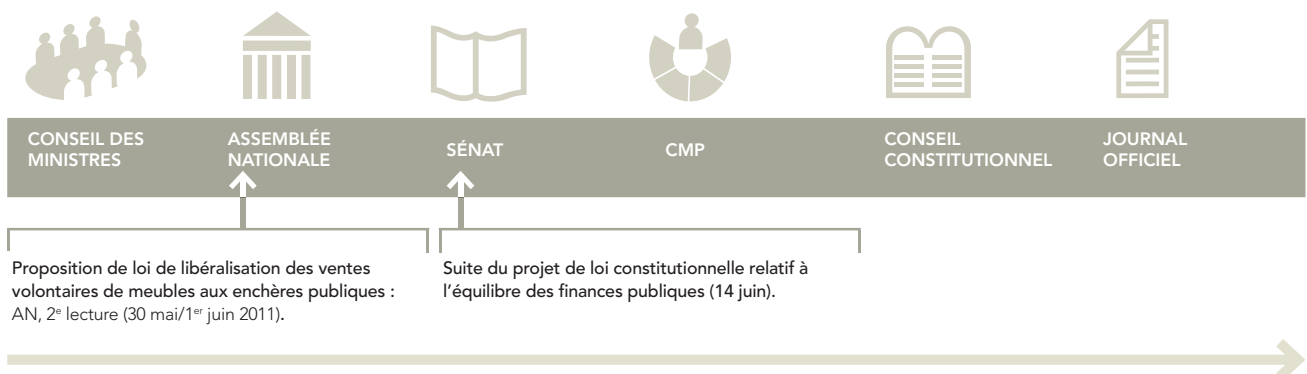 CONSEIL DES
MINISTRES
ASSEMBLÉE
NATIONALE
SÉNAT
CMP
CONSEIL
CONSTITUTIONNEL
JOURNAL
OFFICIEL
Proposition de loi de libéralisation des ventes
volontaires de meubles aux enchères publiques :
AN, 2e lecture (30 mai/1er juin 2011).
Suite du projet de loi constitutionnelle relatif à
l’équilibre des finances publiques (14 juin).